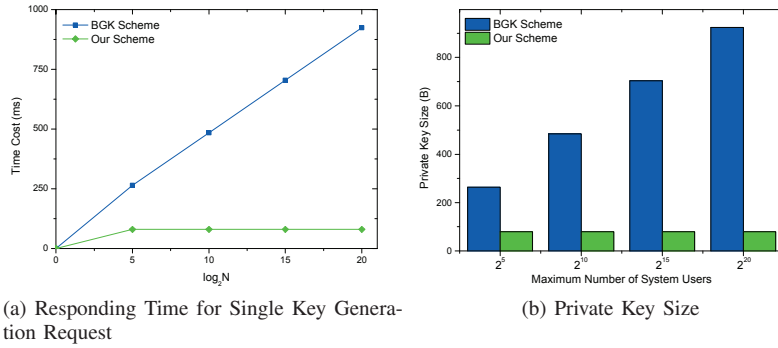 1000
750
500
250
0
Time Cost (ms)
BGK Scheme
Our Scheme
0 5 10 15 20
log2N
(a) Responding Time for Single Key Genera-
tion Request
800
600
400
200
0
Private Key Size (B)
BGK Scheme
Our Scheme
2^5 2^10 2^15 2^20
Maximum Number of System Users
(b) Private Key Size